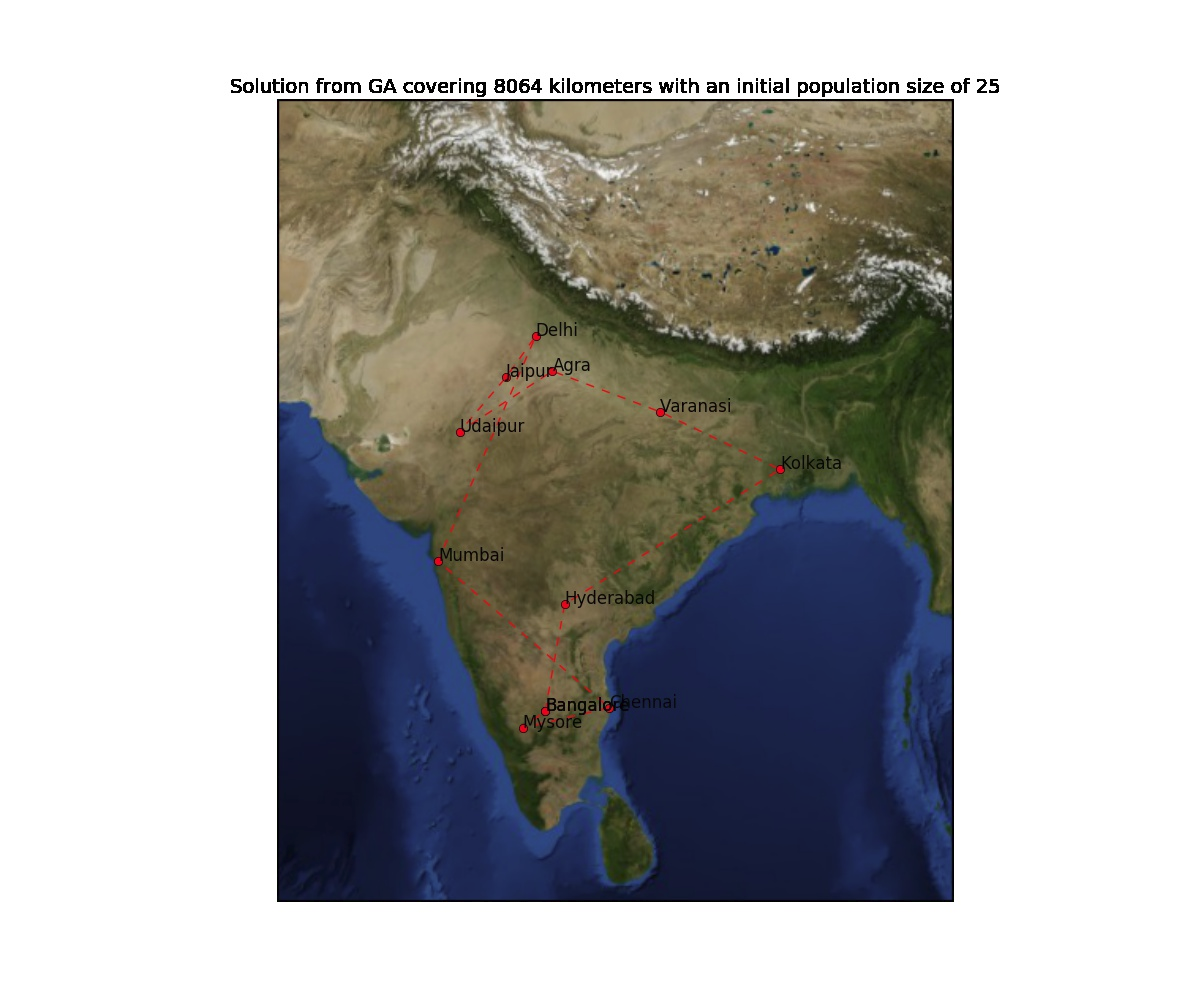 Solution from GA covering 8064 kilometers with an initial population size of 25
Delhi
Jaipur
Agra
Varanasi
Udaipur
Kolkata
Mumbai
Hyderabad
Bangalore
Chennai
Mysore